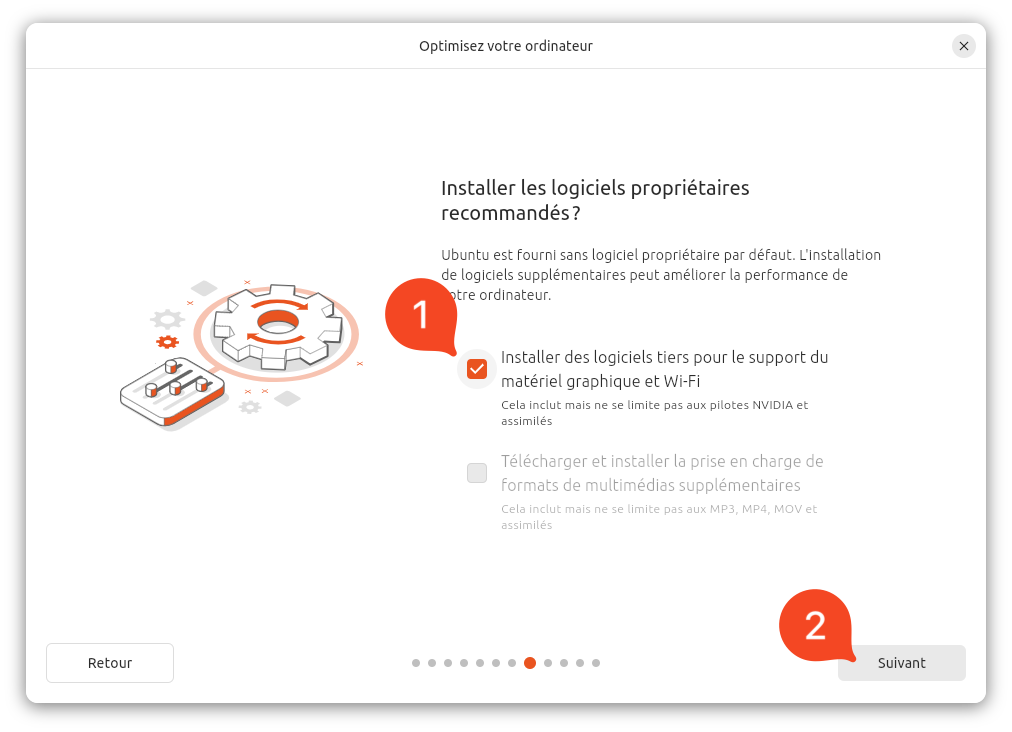 Optimisez votre ordinateur
Installer les logiciels propriétaires
recommandés ?
Ubuntu est fourni sans logiciel propriétaire par défaut. L'installation
de logiciels supplémentaires peut améliorer la performance de
otre ordinateur.
1
Installer des logiciels tiers pour le support du
matériel graphique et Wi-Fi
Cela inclut mais ne se limite pas aux pilotes NVIDIA et
assimilés
Télécharger et installer la prise en charge de
formats de multimédias supplémentaires
Cela inclut mais ne se limite pas aux MP3, MP4, MOV et
assimilés
2
Retour
Suivant